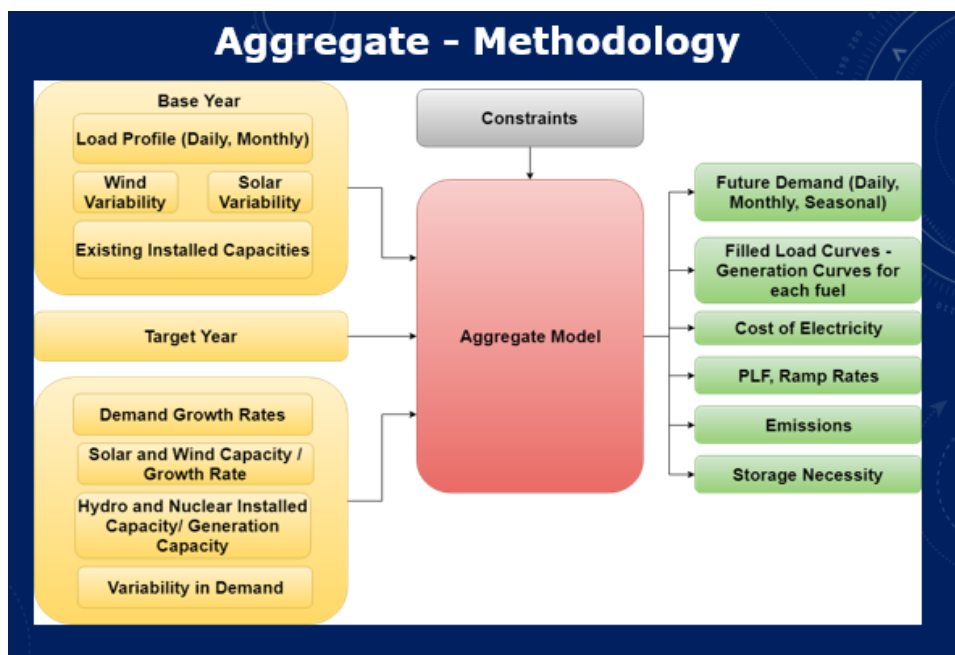 Aggregate - Methodology
Base Year
Load Profile (Daily, Monthly)
Wind
Variability
Solar
Variability
Existing Installed Capacities
Target Year
Demand Growth Rates
Solar and Wind Capacity /
Growth Rate
Hydro and Nuclear Installed
Capacity/ Generation
Capacity
Variability in Demand
Constraints
Aggregate Model
Future Demand (Daily,
Monthly, Seasonal)
Filled Load Curves -
Generation Curves for
each fuel
Cost of Electricity
PLF, Ramp Rates
Emissions
Storage Necessity